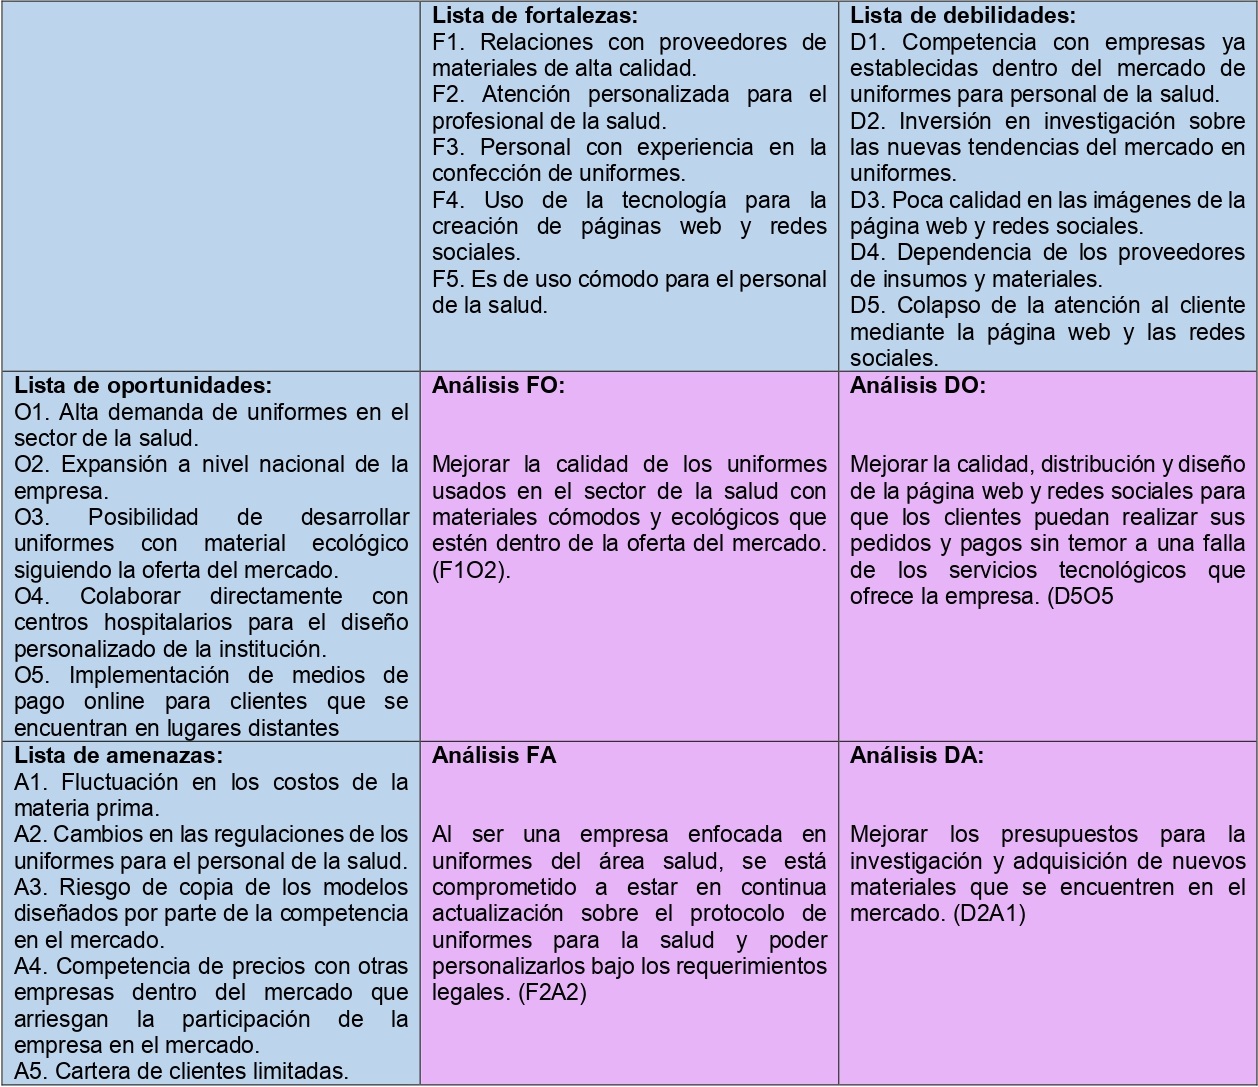 Lista de fortalezas:
F1. Relaciones con proveedores de
materiales de alta calidad.
F2. Atención personalizada para el
profesional de la salud.
F3. Personal con experiencia en la
confección de uniformes.
F4. Uso de la tecnología para la
creación de páginas web y redes
sociales.
F5. Es de uso cómodo para el personal
de la salud.
Lista de debilidades:
D1. Competencia con empresas ya
establecidas dentro del mercado de
uniformes para personal de la salud.
D2. Inversión en investigación sobre
las nuevas tendencias del mercado en
uniformes.
D3. Poca calidad en las imágenes de la
página web y redes sociales.
D4. Dependencia de los proveedores
de insumos y materiales.
D5. Colapso de la atención al cliente
mediante la página web y las redes
sociales.
Lista de oportunidades:
O1. Alta demanda de uniformes en el
sector de la salud.
O2. Expansión a nivel nacional de la
empresa.
O3. Posibilidad de desarrollar
uniformes con material ecológico
siguiendo la oferta del mercado.
O4. Colaborar directamente con
centros hospitalarios para el diseño
personalizado de la institución.
O5. Implementación de medios de
pago online para clientes que se
encuentran en lugares distantes
Análisis FO:
Mejorar la calidad de los uniformes
usados en el sector de la salud con
materiales cómodos y ecológicos que
estén dentro de la oferta del mercado.
(F1O2).
Análisis DO:
Mejorar la calidad, distribución y diseño
de la página web y redes sociales para
que los clientes puedan realizar sus
pedidos y pagos sin temor a una falla
de los servicios tecnológicos que
ofrece la empresa. (D5O5
Lista de amenazas:
A1. Fluctuación en los costos de la
materia prima.
A2. Cambios en las regulaciones de los
uniformes para el personal de la salud.
A3. Riesgo de copia de los modelos
diseñados por parte de la competencia
en el mercado.
A4. Competencia de precios con otras
empresas dentro del mercado que
arriesgan la participación de la
empresa en el mercado.
A5. Cartera de clientes limitadas.
Análisis FA
Al ser una empresa enfocada en
uniformes del área salud, se está
comprometido a estar en continua
actualización sobre el protocolo de
uniformes para la salud y poder
personalizarlos bajo los requerimientos
legales. (F2A2)
Análisis DA:
Mejorar los presupuestos para la
investigación y adquisición de nuevos
materiales que se encuentren en el
mercado. (D2A1)